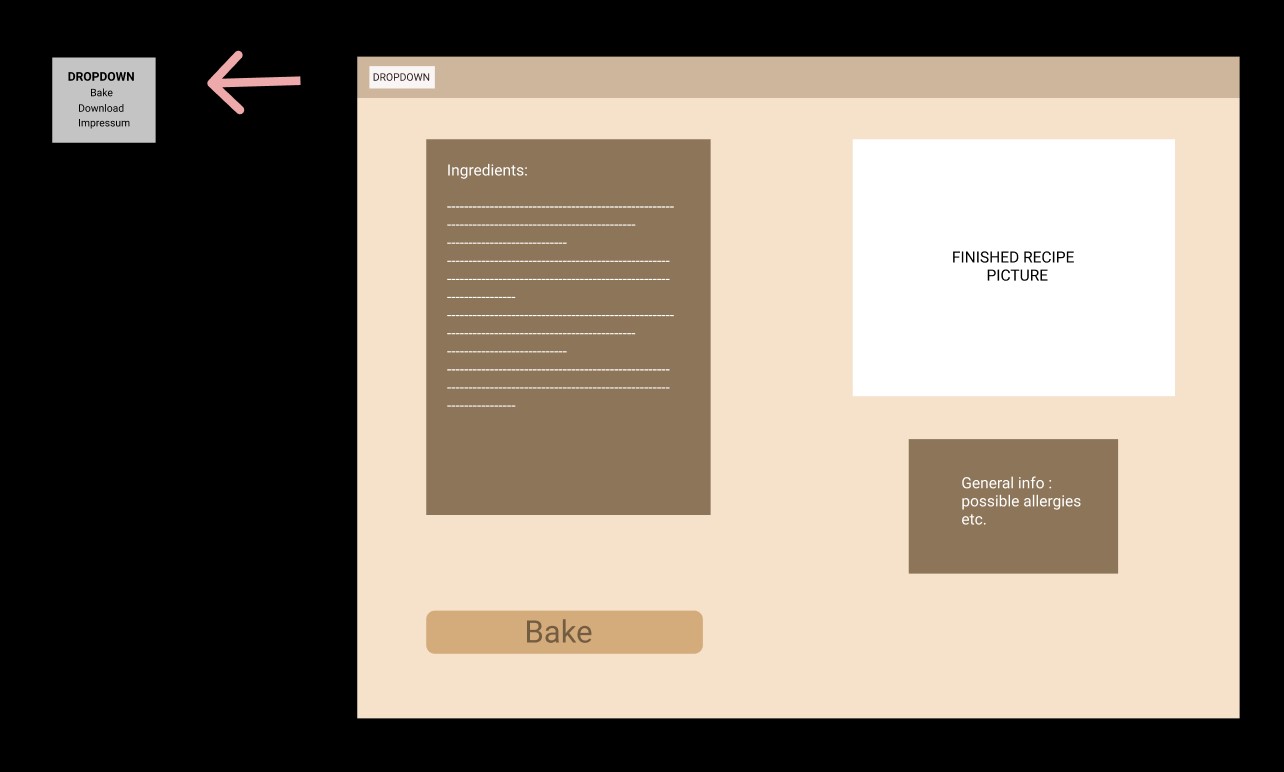 DROPDOWN
Bake
Download
Impressum
DROPDOWN
Ingredients:
-----------------------------------------------------
--------------------------------------------
----------------------------
----------------------------------------------------
----------------------------------------------------
----------------
-----------------------------------------------------
--------------------------------------------
----------------------------
----------------------------------------------------
----------------------------------------------------
----------------
FINISHED RECIPE
PICTURE
General info :
possible allergies
etc.
Bake